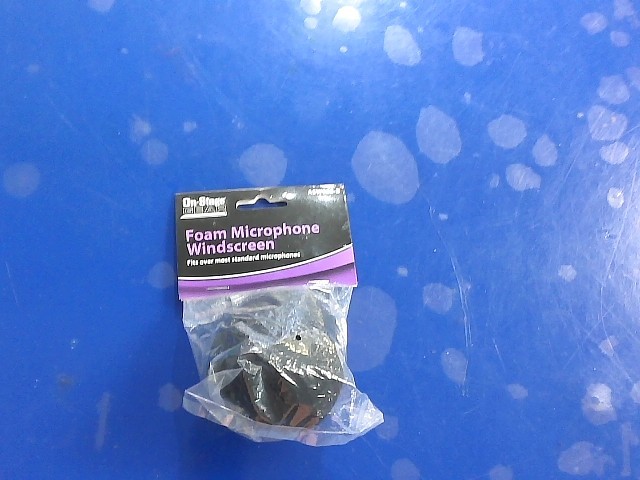 On-Stage
Foam Microphone
Windscreen
Fits over most standard microphones